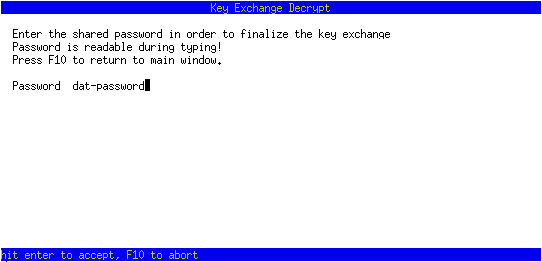 Key Exchange Decrypt
Enter the shared password in order to finalize the key exchange
Password is readable during typing!
Press F10 to return to main window.
Password dat-password
hit enter to accept, F10 to abort